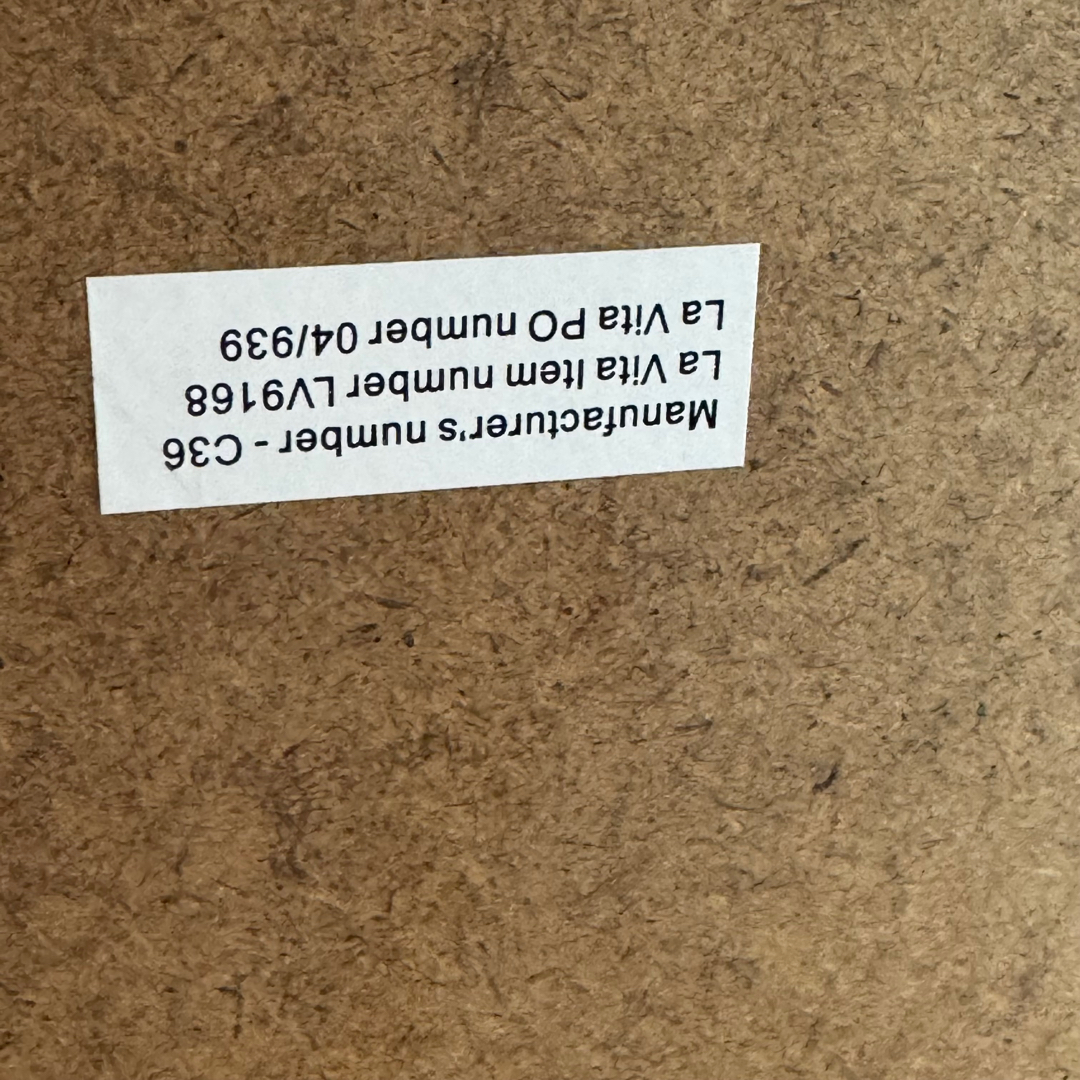 Manufacturer's number - C36
La Vita Item number LV9168
La Vita PO number 04/939